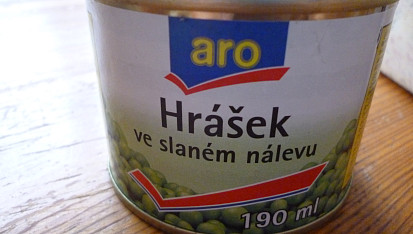 aro
Hrášek
ve slaném nálevu
190 ml